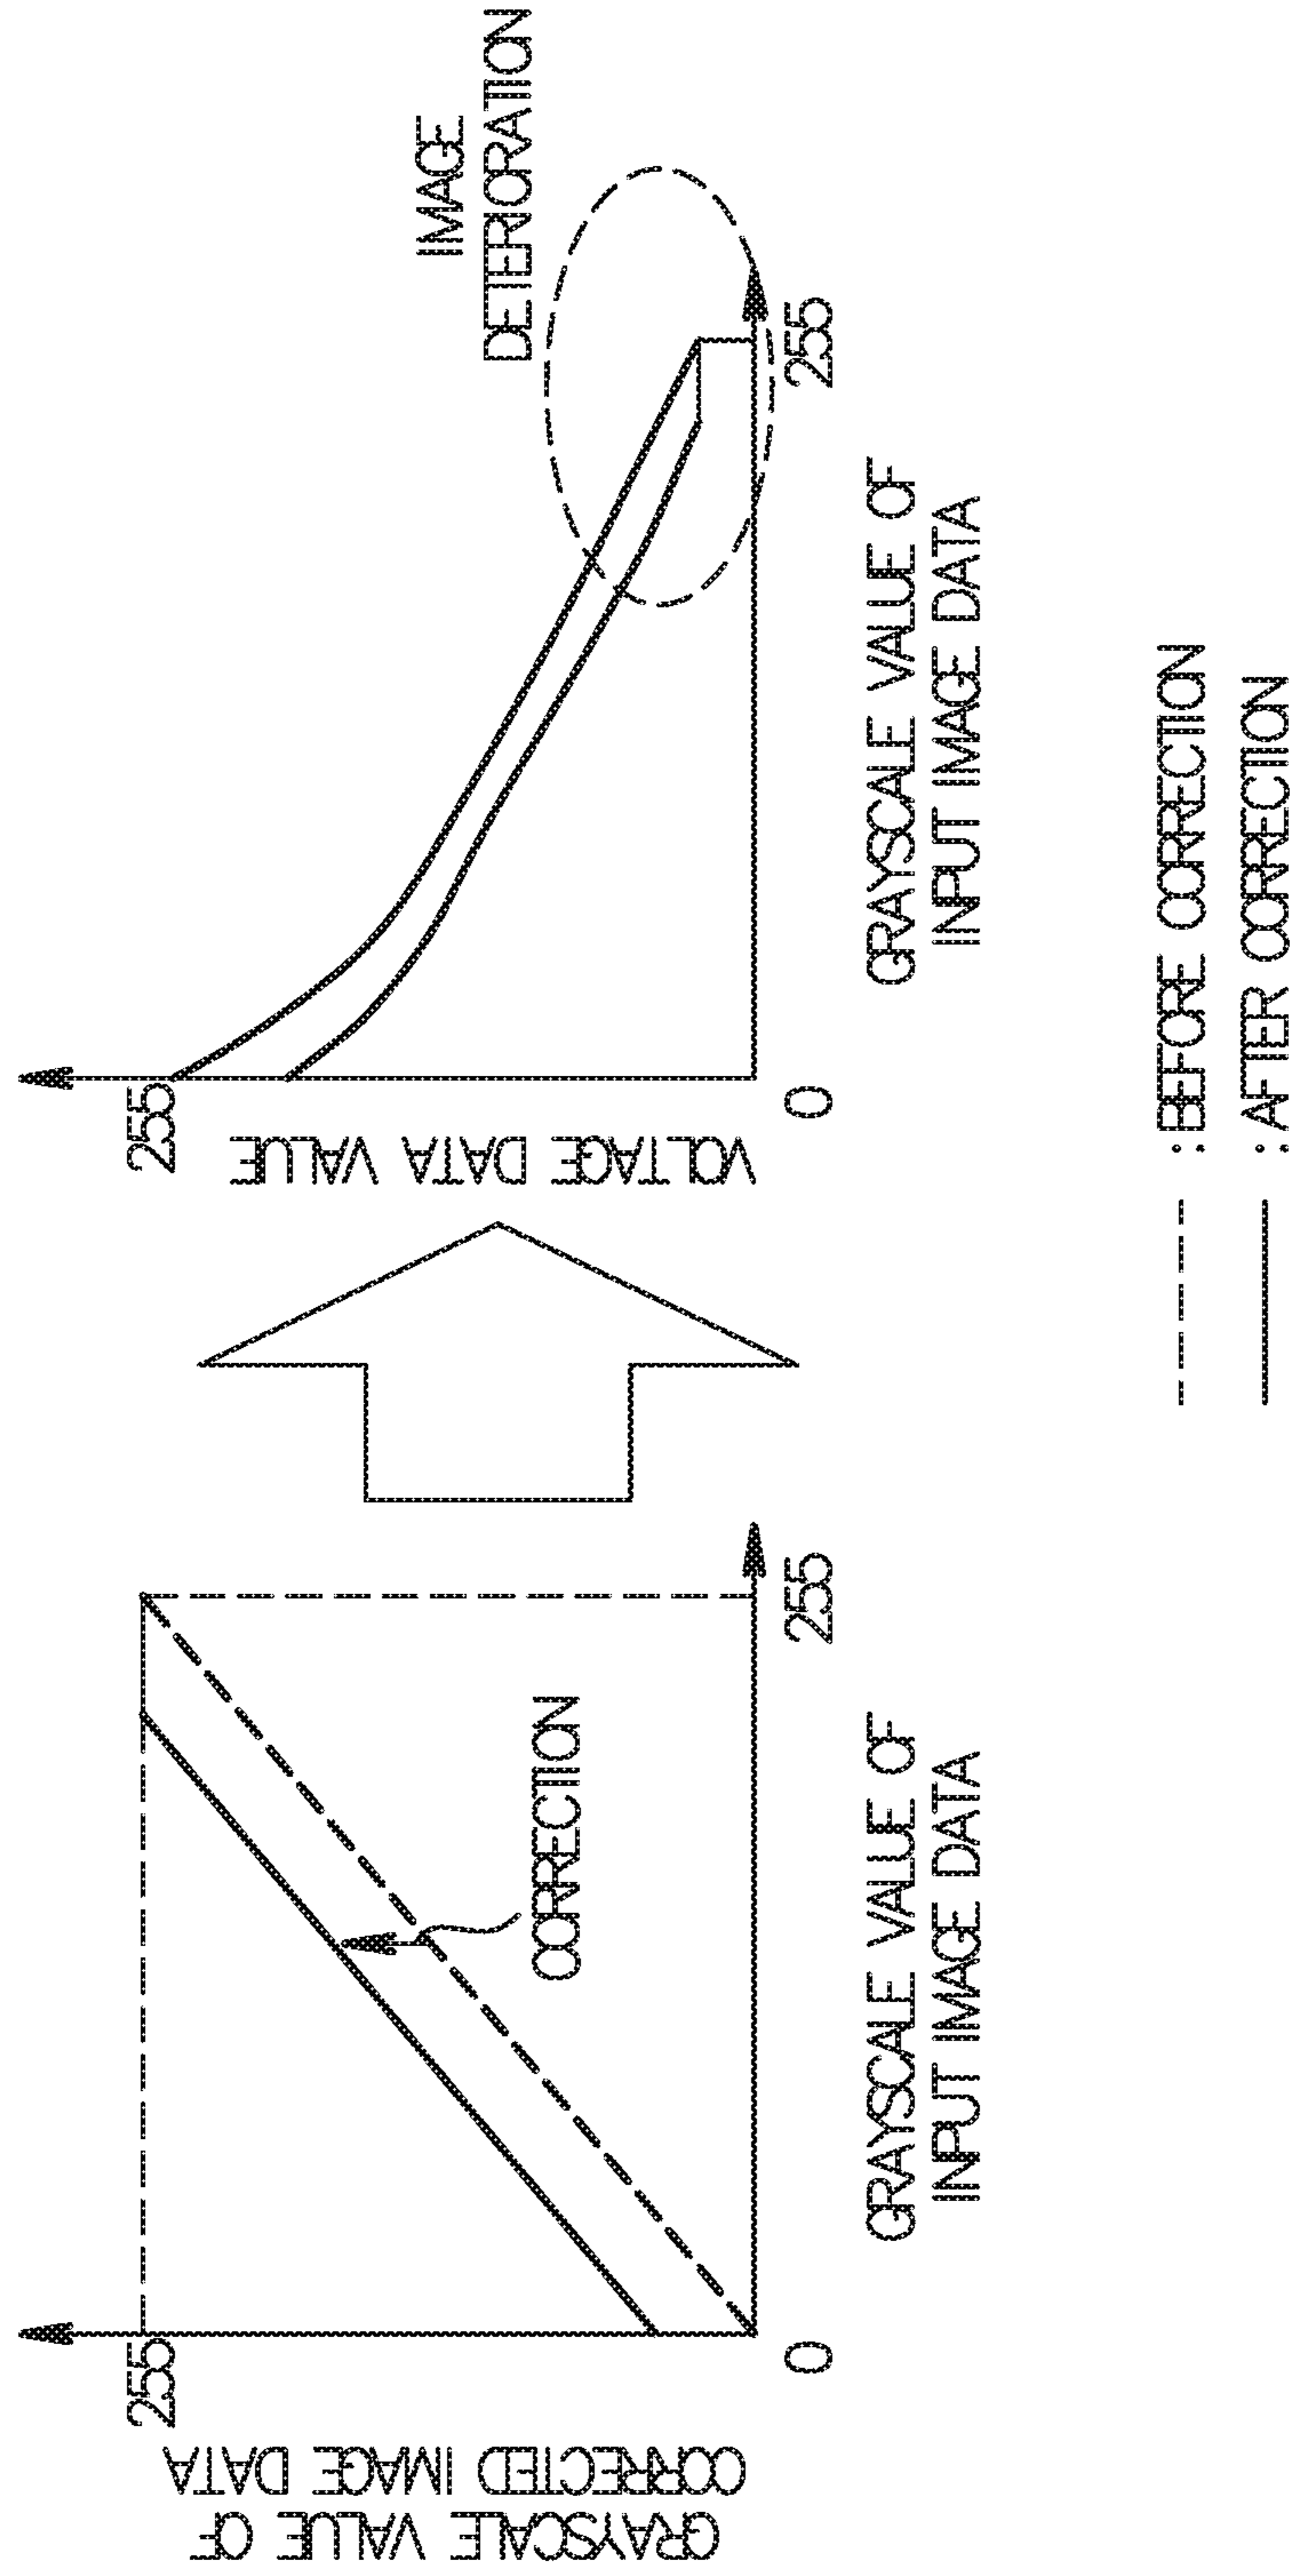 GRAYSCALE VALUE OF
CORRECTED IMAGE DATA
255
CORRECTION
0
255
GRAYSCALE VALUE OF
INPUT IMAGE DATA
VOLTAGE DATA VALUE
255
IMAGE
DETERIORATION
0
255
GRAYSCALE VALUE OF
INPUT IMAGE DATA
: BEFORE CORRECTION
: AFTER CORRECTION